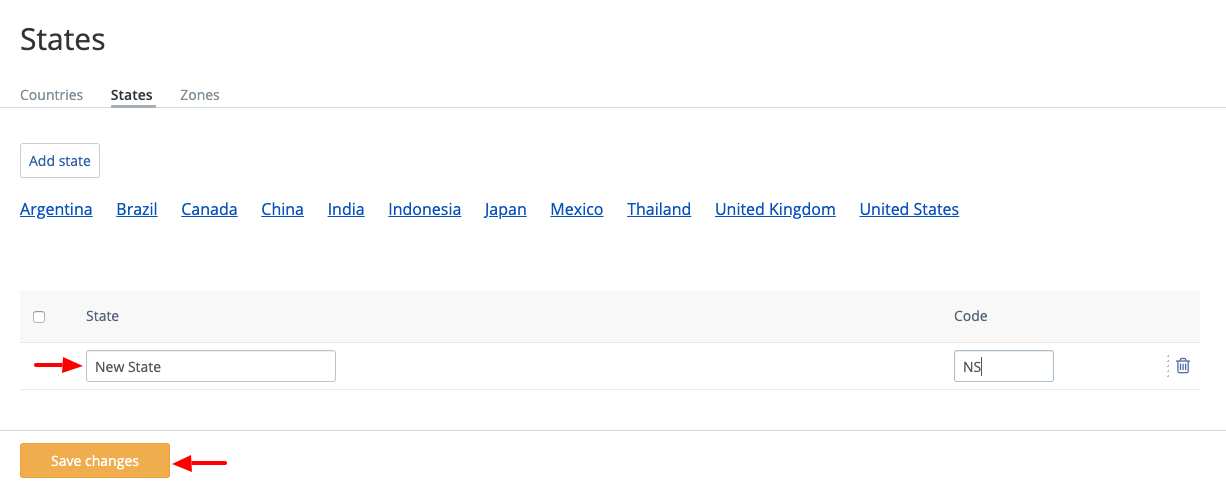 States
Countries States Zones
Add state
Argentina Brazil Canada China India Indonesia Japan Mexico Thailand United Kingdom United States
State Code
New State NS
Save changes